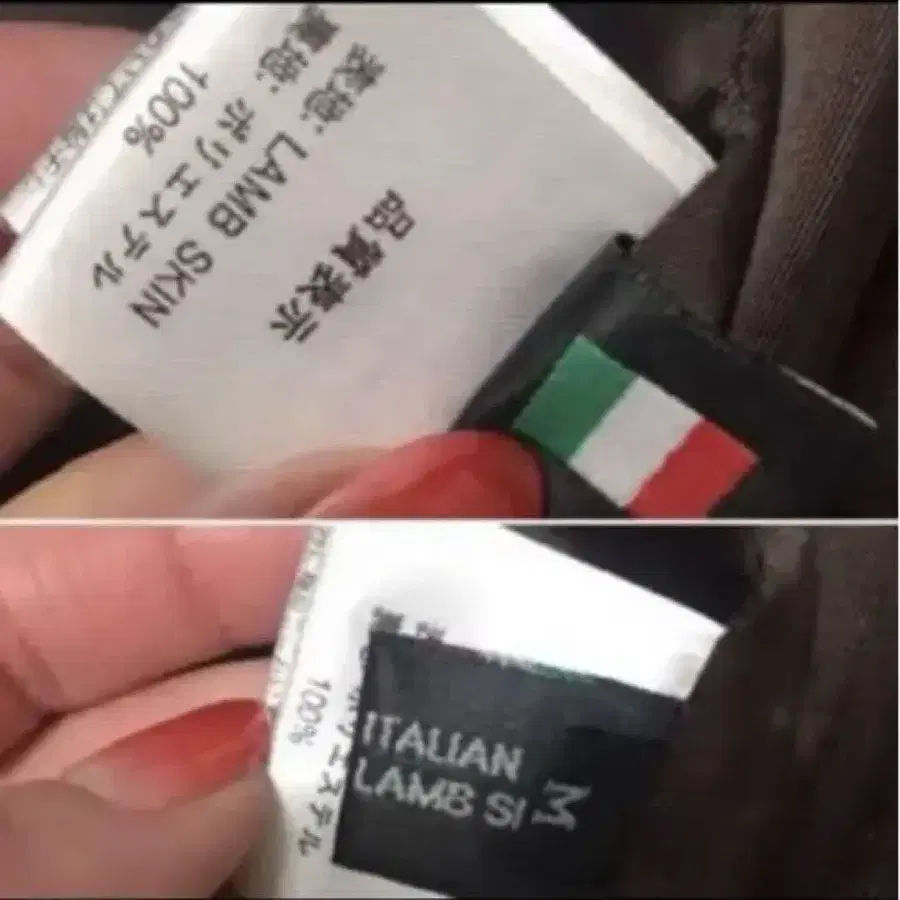 品質表示
表地: LAMB SKIN
裏地: ポリエステル
100%
100%
ITALIAN
LAMB SI
M